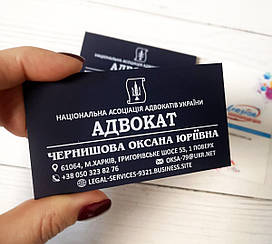 НАЦІОНАЛЬНА АСОЦІАЦІЯ АДВОКАТІВ УКРАЇНИ
АДВОКАТ
ЧЕРНИШОВА ОКСАНА ЮРІЇВНА
61064, М.ХАРКІВ, ГРИГОРІВСЬКЕ ШОСЕ 55, 1 ПОВЕРХ
+38 050 323 82 76 OKSA-79@UKR.NET
LEGAL-SERVICES-9321.BUSINESS.SITE